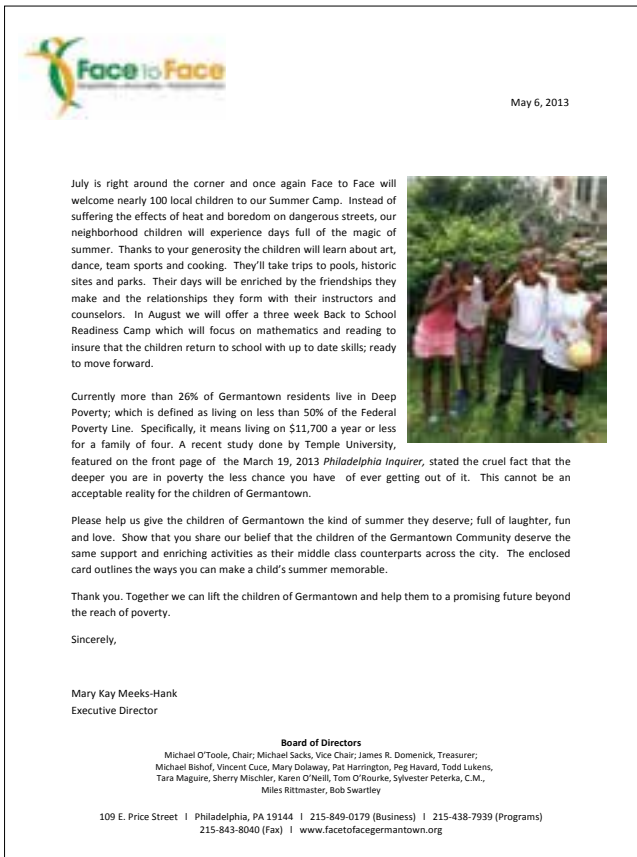 Face to Face
May 6, 2013
July is right around the corner and once again Face to Face will
welcome nearly 100 local children to our Summer Camp. Instead of
suffering the effects of heat and boredom on dangerous streets, our
neighborhood children will experience days full of the magic of
summer. Thanks to your generosity the children will learn about art,
dance, team sports and cooking. They'll take trips to pools, historic
sites and parks. Their days will be enriched by the friendships they
make and the relationships they form with their instructors and
counselors. In August we will offer a three week Back to School
Readiness Camp which will focus on mathematics and reading to
insure that the children return to school with up to date skills; ready
to move forward.
Currently more than 26% of Germantown residents live in Deep
Poverty; which is defined as living on less than 50% of the Federal
Poverty Line. Specifically, it means living on $11,700 a year or less
for a family of four. A recent study done by Temple University,
featured on the front page of the March 19, 2013 Philadelphia Inquirer, stated the cruel fact that the
deeper you are in poverty the less chance you have of ever getting out of it. This cannot be an
acceptable reality for the children of Germantown.
Please help us give the children of Germantown the kind of summer they deserve; full of laughter, fun
and love. Show that you share our belief that the children of the Germantown Community deserve the
same support and enriching activities as their middle class counterparts across the city. The enclosed
card outlines the ways you can make a child's summer memorable.
Thank you. Together we can lift the children of Germantown and help them to a promising future beyond
the reach of poverty.
Sincerely,
Mary Kay Meeks-Hank
Executive Director
Board of Directors
Michael O'Toole, Chair; Michael Sacks, Vice Chair; James R. Domenick, Treasurer;
Michael Bishof, Vincent Cuce, Mary Dolaway, Pat Harrington, Peg Havard, Todd Lukens,
Tara Maguire, Sherry Mischler, Karen O'Neill, Tom O'Rourke, Sylvester Peterka, C.M.,
Miles Rittmaster, Bob Swartley
109 E. Price Street l Philadelphia, PA 19144 l 215-849-0179 (Business) l 215-438-7939 (Programs)
215-843-8040 (Fax) l www.facetofacegermantown.org